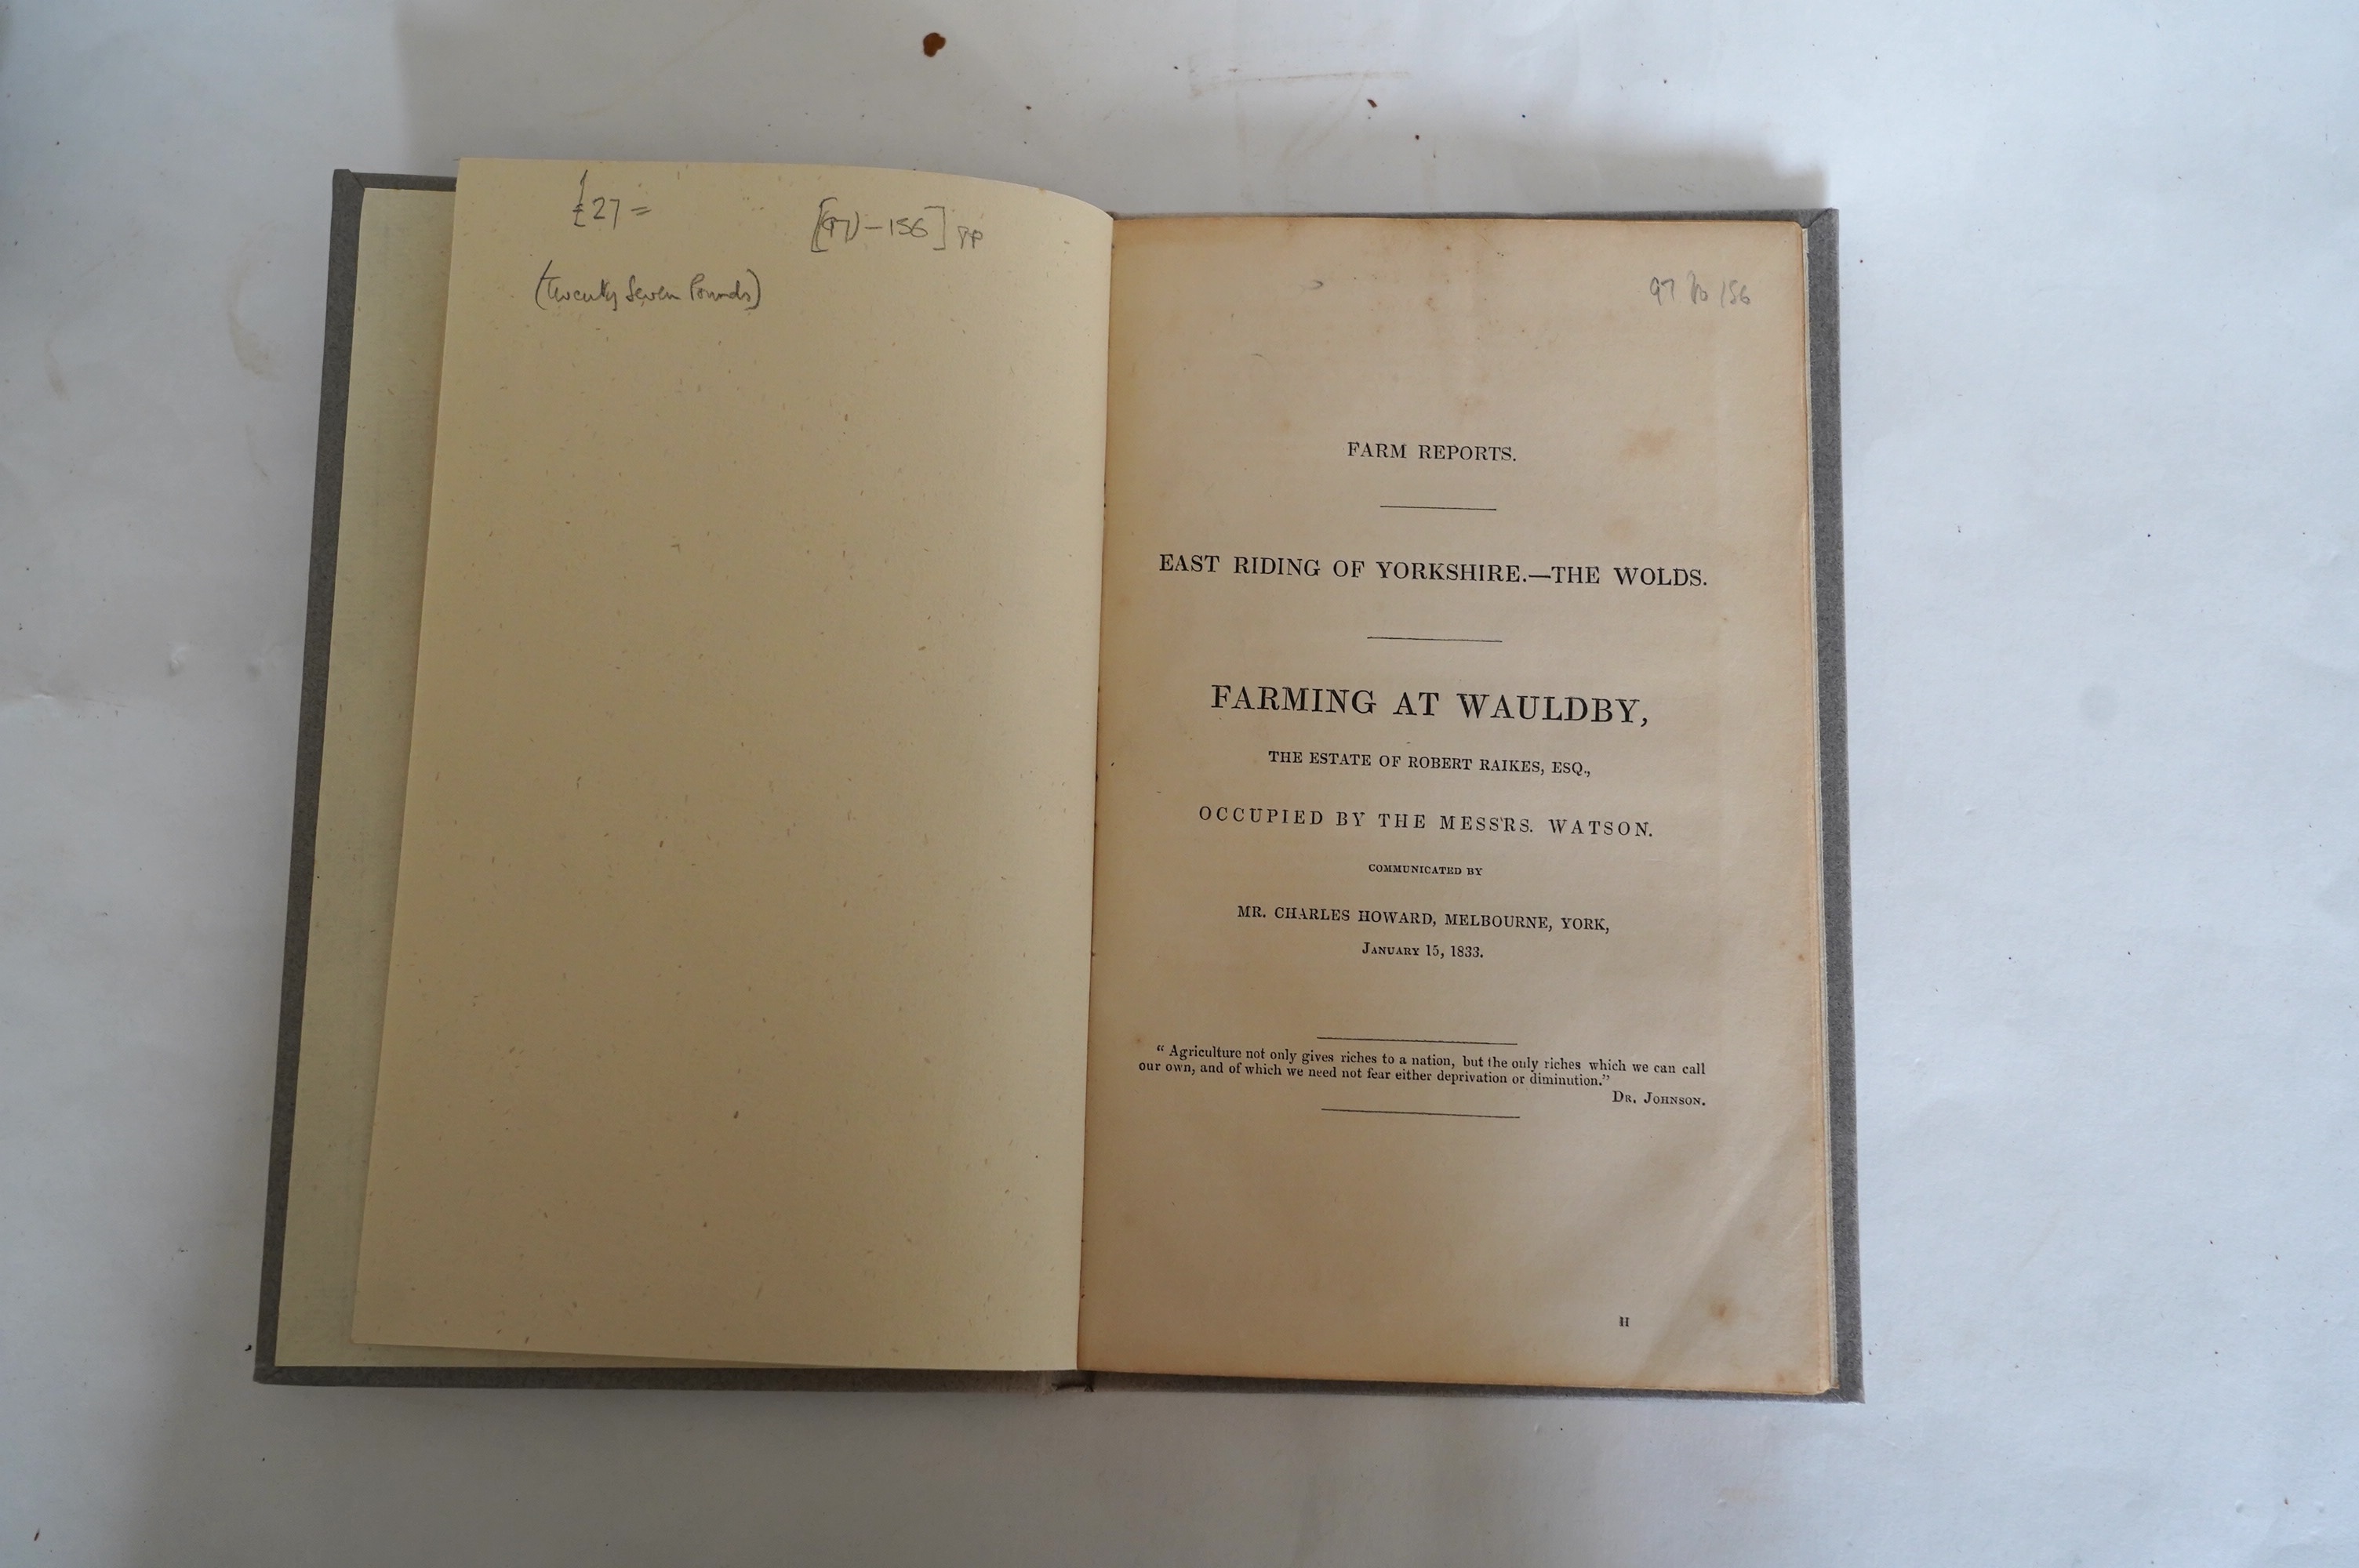 £27=
[(97)-156] pp
(twenty Seven Pounds)
97 to 156
FARM REPORTS.
EAST RIDING OF YORKSHIRE.—THE WOLDS.
FARMING AT WAULDBY,
THE ESTATE OF ROBERT RAIKES, ESQ.,
OCCUPIED BY THE MESS'RS. WATSON.
COMMUNICATED BY
MR. CHARLES HOWARD, MELBOURNE, YORK,
JANUARY 15, 1833.
“ Agriculture not only gives riches to a nation, but the only riches which we can call
our own, and of which we need not fear either deprivation or diminution.”
DR. JOHNSON.
H